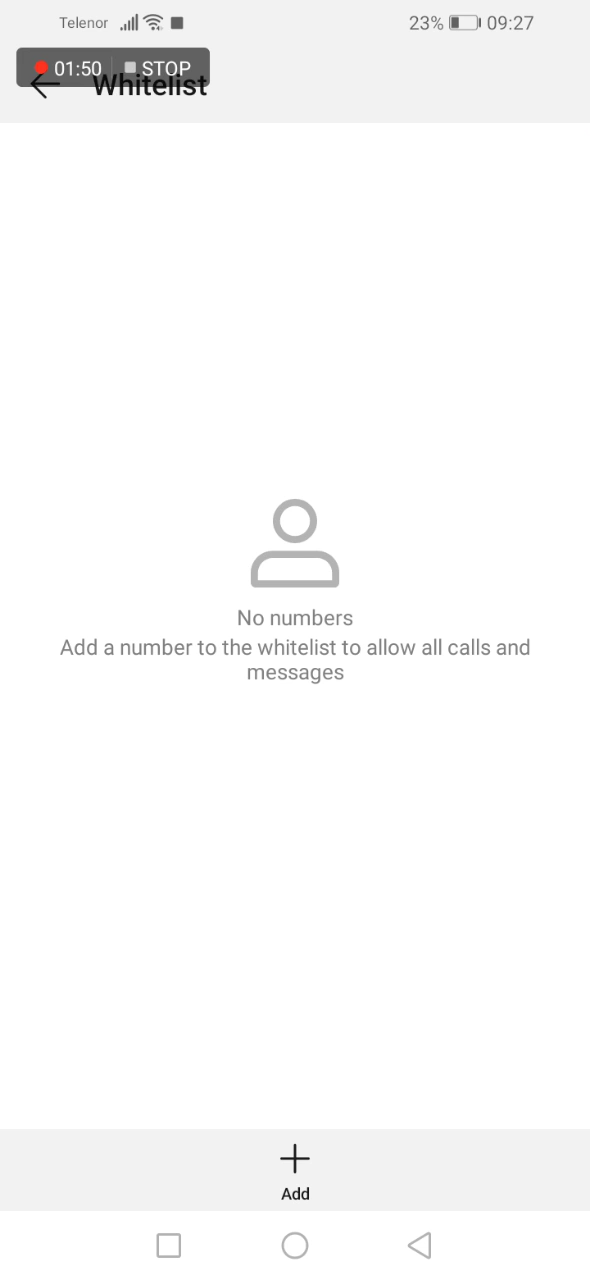 Telenor 23% 09:27
01:50 STOP
Whitelist
No numbers
Add a number to the whitelist to allow all calls and
messages
Add